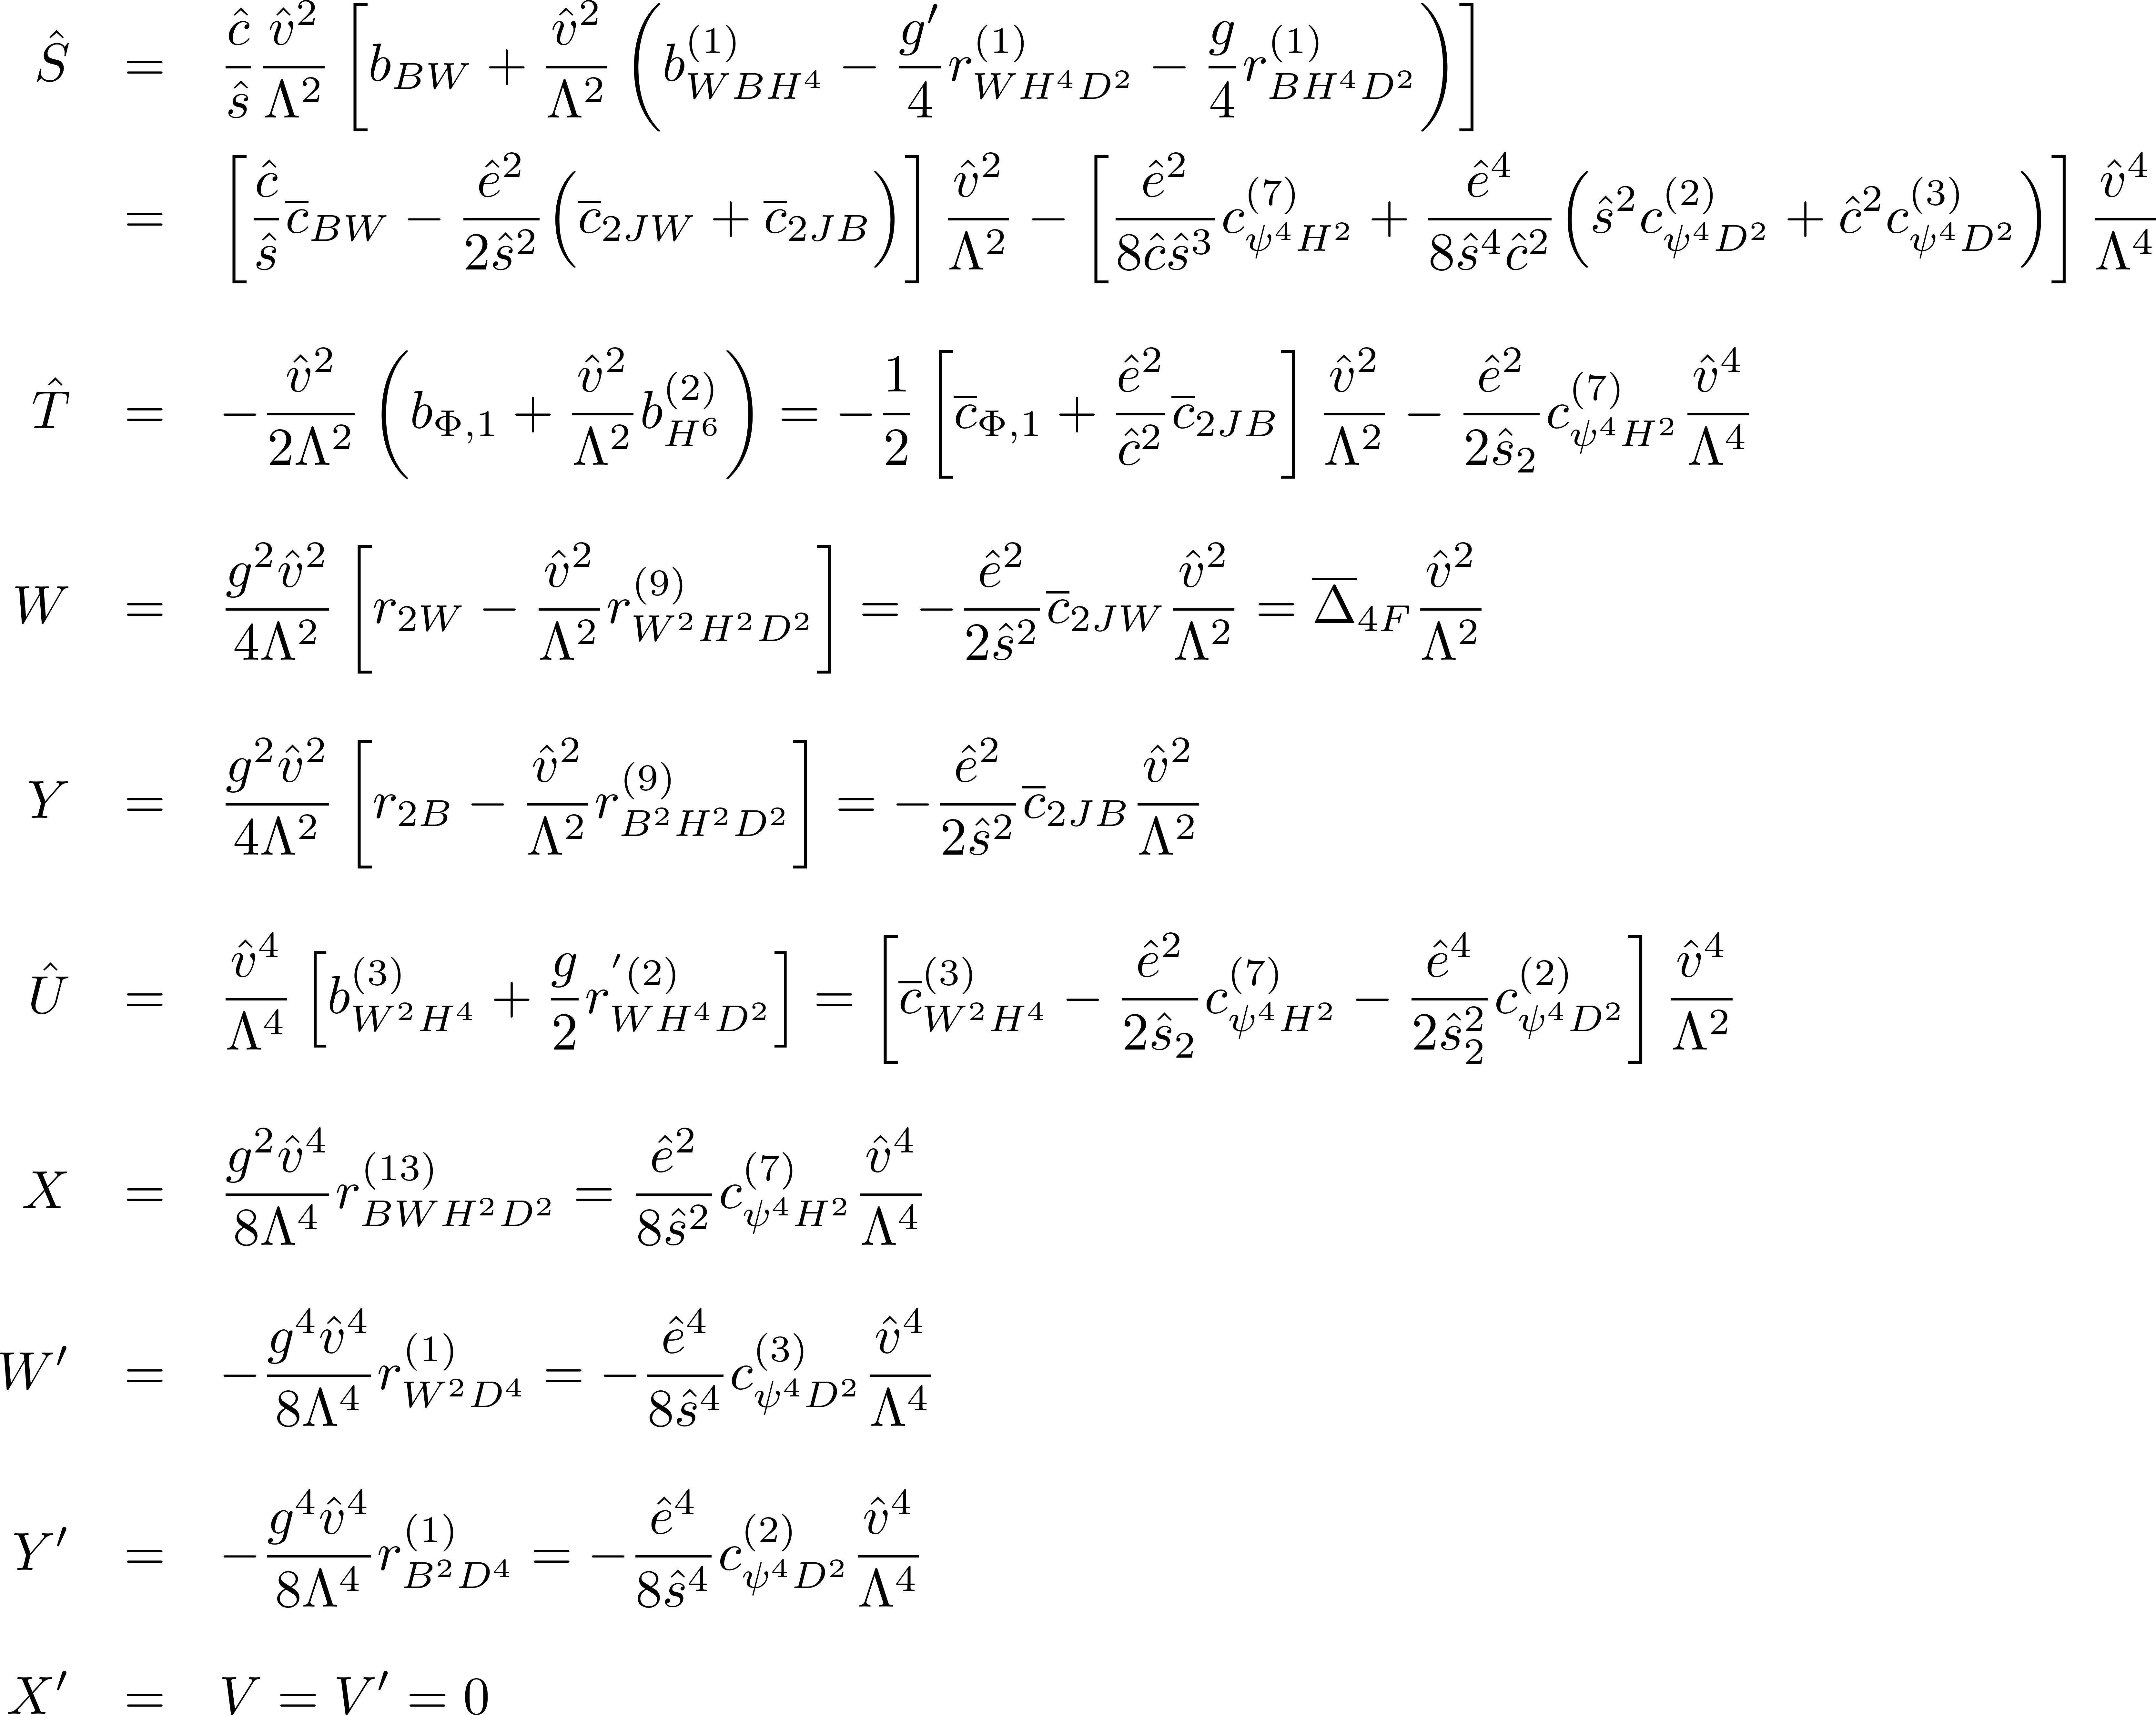 \hat{S} = \frac{\hat{c}}{\hat{s}} \frac{\hat{v}^2}{\Lambda^2} \left[ b_{BW} + \frac{\hat{v}^2}{\Lambda^2} \left( b^{(1)}_{WBH^4} - \frac{g'}{4} r^{(1)}_{WH^4D^2} - \frac{g}{4} r^{(1)}_{BH^4D^2} \right) \right]
= \left[ \frac{\hat{c}}{\hat{s}} \overline{c}_{BW} - \frac{\hat{e}^2}{2\hat{s}^2} \left( \overline{c}_{2JW} + \overline{c}_{2JB} \right) \right] \frac{\hat{v}^2}{\Lambda^2} - \left[ \frac{\hat{e}^2}{8\hat{c}\hat{s}^3} c^{(7)}_{\psi^4H^2} + \frac{\hat{e}^4}{8\hat{s}^4\hat{c}^2} \left( \hat{s}^2 c^{(2)}_{\psi^4D^2} + \hat{c}^2 c^{(3)}_{\psi^4D^2} \right) \right] \frac{\hat{v}^4}{\Lambda^4}
\hat{T} = -\frac{\hat{v}^2}{2\Lambda^2} \left( b_{\Phi,1} + \frac{\hat{v}^2}{\Lambda^2} b^{(2)}_{H^6} \right) = -\frac{1}{2} \left[ \overline{c}_{\Phi,1} + \frac{\hat{e}^2}{\hat{c}^2} \overline{c}_{2JB} \right] \frac{\hat{v}^2}{\Lambda^2} - \frac{\hat{e}^2}{2\hat{s}_2} c^{(7)}_{\psi^4H^2} \frac{\hat{v}^4}{\Lambda^4}
W = \frac{g^2\hat{v}^2}{4\Lambda^2} \left[ r_{2W} - \frac{\hat{v}^2}{\Lambda^2} r^{(9)}_{W^2H^2D^2} \right] = -\frac{\hat{e}^2}{2\hat{s}^2} \overline{c}_{2JW} \frac{\hat{v}^2}{\Lambda^2} = \overline{\Delta}_{4F} \frac{\hat{v}^2}{\Lambda^2}
Y = \frac{g^2\hat{v}^2}{4\Lambda^2} \left[ r_{2B} - \frac{\hat{v}^2}{\Lambda^2} r^{(9)}_{B^2H^2D^2} \right] = -\frac{\hat{e}^2}{2\hat{s}^2} \overline{c}_{2JB} \frac{\hat{v}^2}{\Lambda^2}
\hat{U} = \frac{\hat{v}^4}{\Lambda^4} \left[ b^{(3)}_{W^2H^4} + \frac{g}{2} r^{'(2)}_{WH^4D^2} \right] = \left[ \overline{c}^{(3)}_{W^2H^4} - \frac{\hat{e}^2}{2\hat{s}_2} c^{(7)}_{\psi^4H^2} - \frac{\hat{e}^4}{2\hat{s}_2^2} c^{(2)}_{\psi^4D^2} \right] \frac{\hat{v}^4}{\Lambda^2}
X = \frac{g^2\hat{v}^4}{8\Lambda^4} r^{(13)}_{BWH^2D^2} = \frac{\hat{e}^2}{8\hat{s}^2} c^{(7)}_{\psi^4H^2} \frac{\hat{v}^4}{\Lambda^4}
W' = -\frac{g^4\hat{v}^4}{8\Lambda^4} r^{(1)}_{W^2D^4} = -\frac{\hat{e}^4}{8\hat{s}^4} c^{(3)}_{\psi^4D^2} \frac{\hat{v}^4}{\Lambda^4}
Y' = -\frac{g^4\hat{v}^4}{8\Lambda^4} r^{(1)}_{B^2D^4} = -\frac{\hat{e}^4}{8\hat{s}^4} c^{(2)}_{\psi^4D^2} \frac{\hat{v}^4}{\Lambda^4}
X' = V = V' = 0